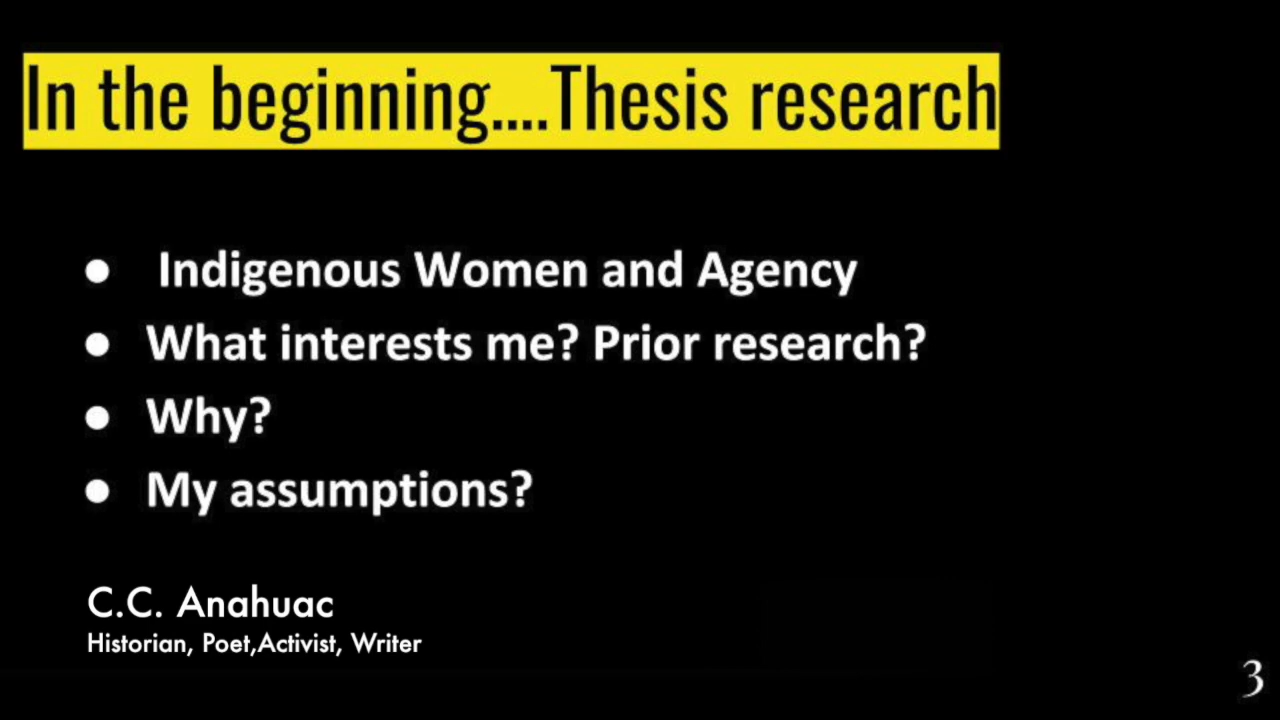 In the beginning....Thesis research
● Indigenous Women and Agency
● What interests me? Prior research?
● Why?
● My assumptions?
C.C. Anahuac
Historian, Poet,Activist, Writer
3